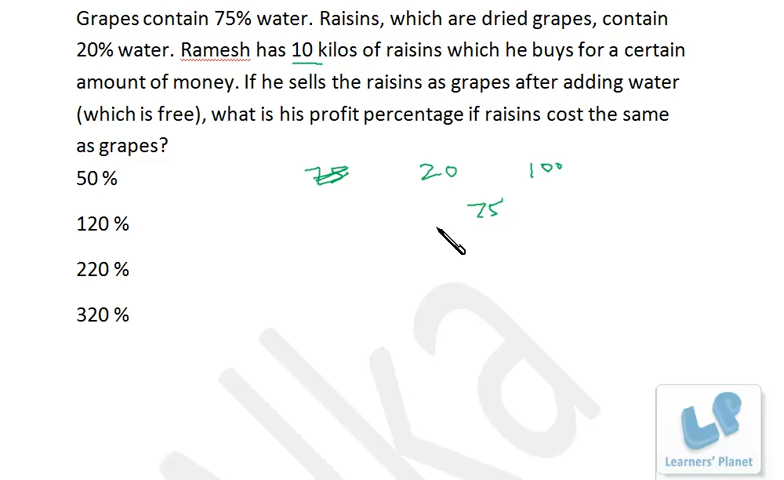 Grapes contain 75% water. Raisins, which are dried grapes, contain
20% water. Ramesh has 10 kilos of raisins which he buys for a certain
amount of money. If he sells the raisins as grapes after adding water
(which is free), what is his profit percentage if raisins cost the same
as grapes?
75 20 100
50 %
75
120 %
220 %
320 %
ulka
LP
Learners' Planet